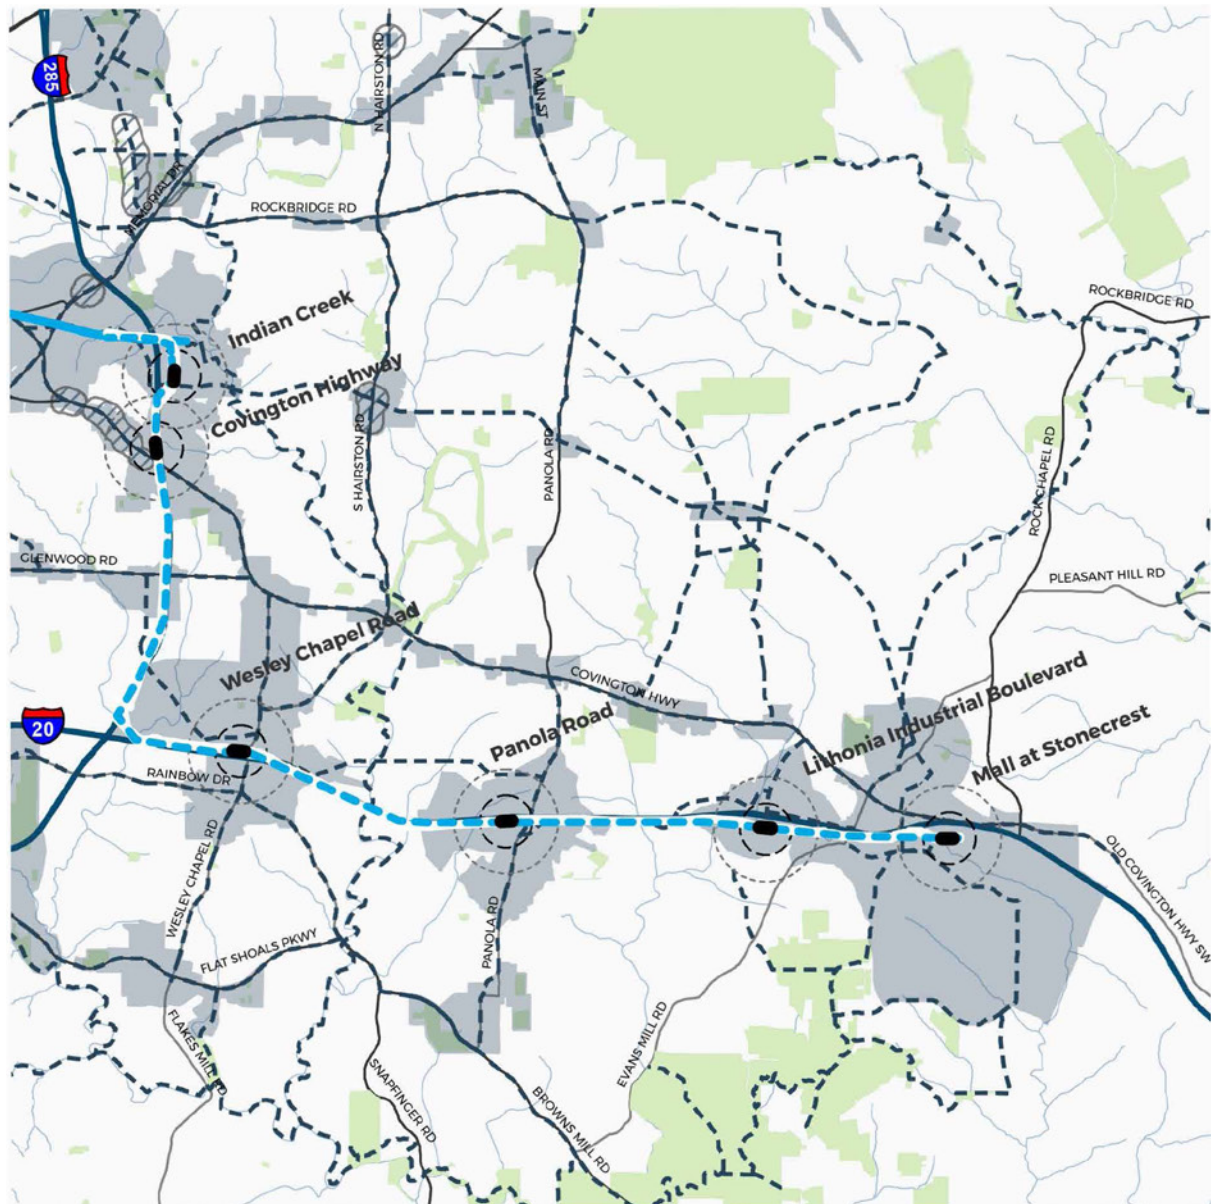 285
N HAIRSTON RD
MAIN ST
MEMORIAL DR
ROCKBRIDGE RD
ROCKBRIDGE RD
Indian Creek
Covington Highway
S HAIRSTON RD
PANOLA RD
ROCK CHAPEL RD
GLENWOOD RD
PLEASANT HILL RD
Wesley Chapel Road
COVINGTON HWY
Lithonia Industrial Boulevard
Panola Road
Mall at Stonecrest
20
RAINBOW DR
WESLEY CHAPEL RD
OLD COVINGTON HWY SW
PANOLA RD
FLAT SHOALS PKWY
FLAKES MILL RD
EVANS MILL RD
SNAPFINGER RD
BROWNS MILL RD